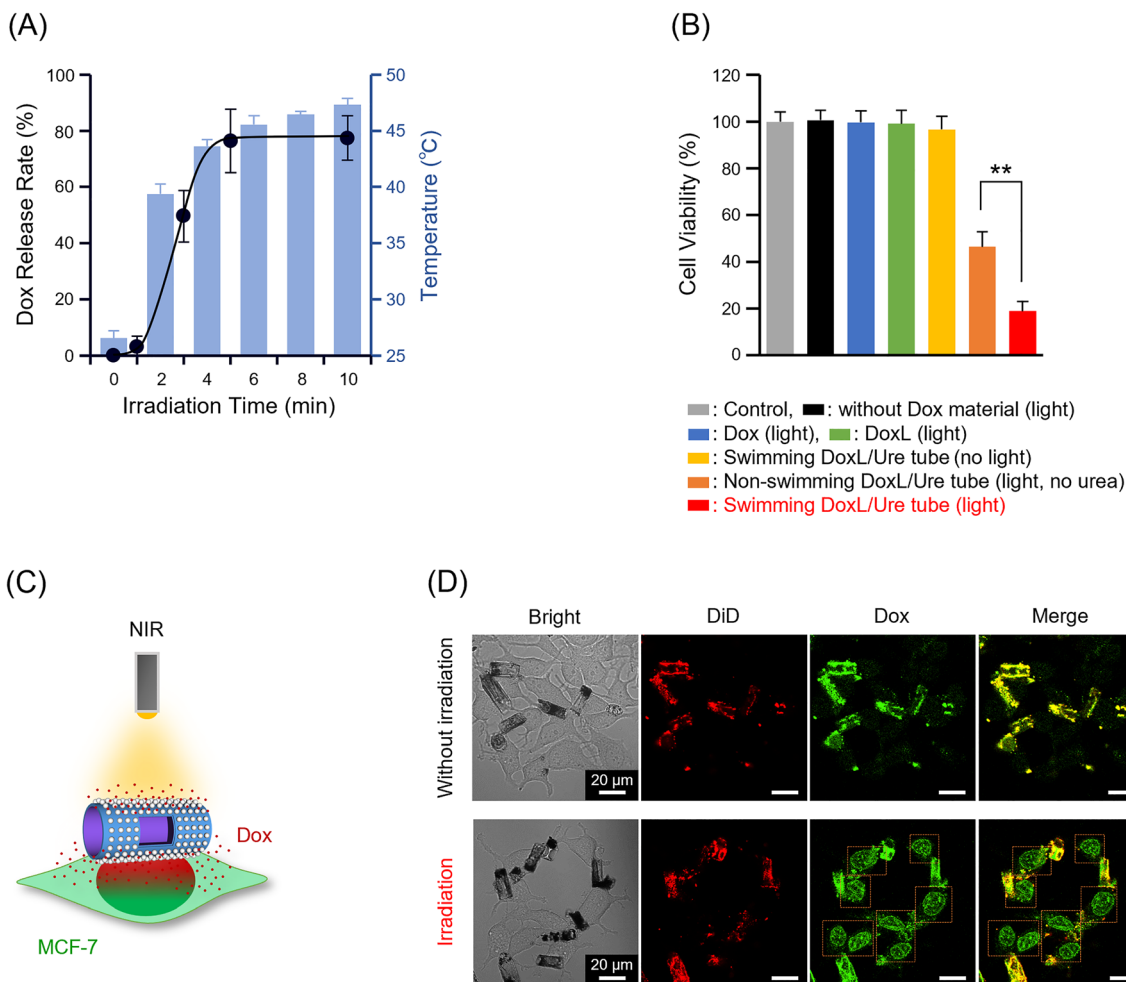 (A)
100
80
60
40
20
0
Dox Release Rate (%)
50
45
40
35
30
25
Temperature (℃)
0 2 4 6 8 10
Irradiation Time (min)
(B)
120
100
80
60
40
20
0
Cell Viability (%)
**
: Control, : without Dox material (light)
: Dox (light), : DoxL (light)
: Swimming DoxL/Ure tube (no light)
: Non-swimming DoxL/Ure tube (light, no urea)
: Swimming DoxL/Ure tube (light)
(C)
NIR
Dox
MCF-7
(D)
Bright DiD Dox Merge
Without irradiation
20 µm
Irradiation
20 µm